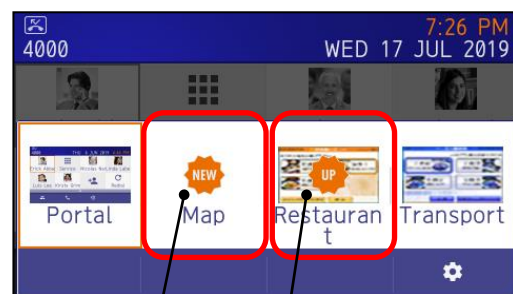 7:26 PM
4000
WED 17 JUL 2019
NEW
UP
Portal
Map
Restauran
t
Transport